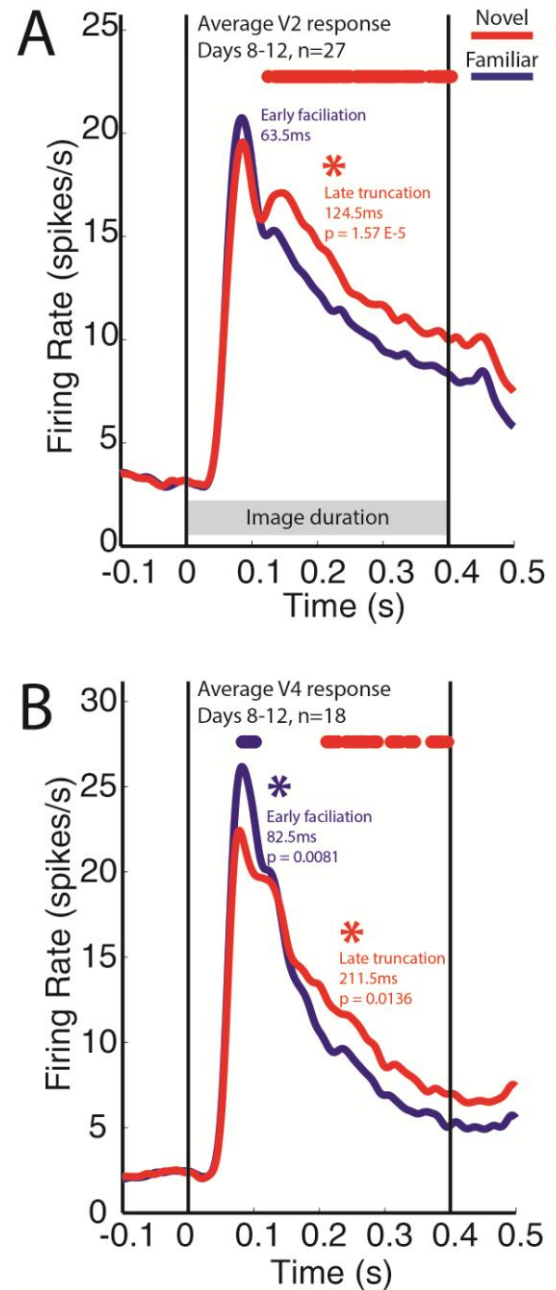 A
Average V2 response
Days 8-12, n=27
Novel
Familiar
Early faciliation
63.5ms
*
Late truncation
124.5ms
p = 1.57 E-5
Firing Rate (spikes/s)
25
20
15
10
5
0
Image duration
-0.1 0 0.1 0.2 0.3 0.4 0.5
Time (s)
B
Average V4 response
Days 8-12, n=18
*
Early faciliation
82.5ms
p = 0.0081
*
Late truncation
211.5ms
p = 0.0136
Firing Rate (spikes/s)
30
25
20
15
10
5
0
-0.1 0 0.1 0.2 0.3 0.4 0.5
Time (s)